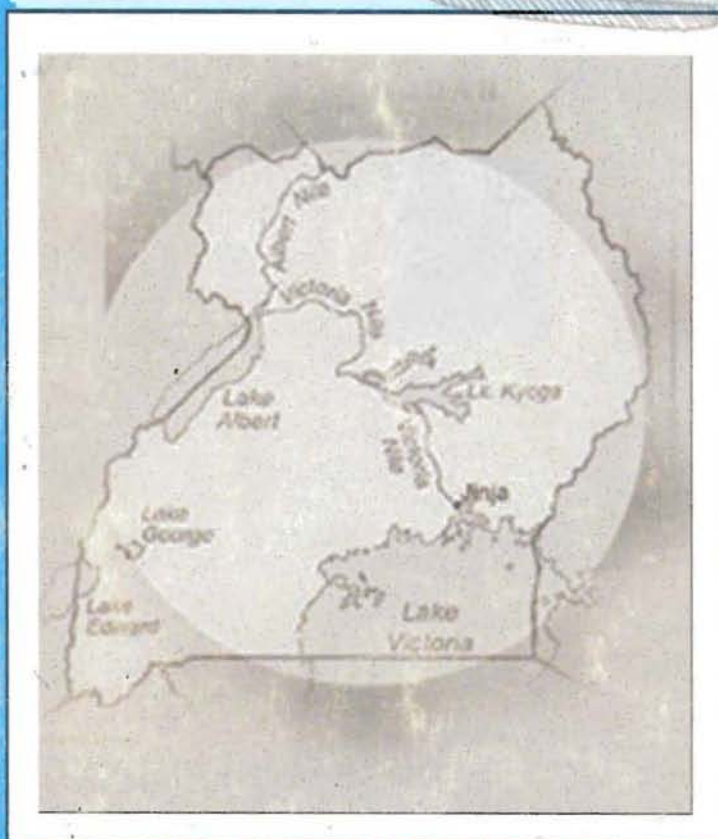 Albert Nile
Victoria Nile
Lk. Kyoga
Lake
Albert
Victoria
Nile
Jinja
Lake
George
Lake
Edward
Lake
Victoria